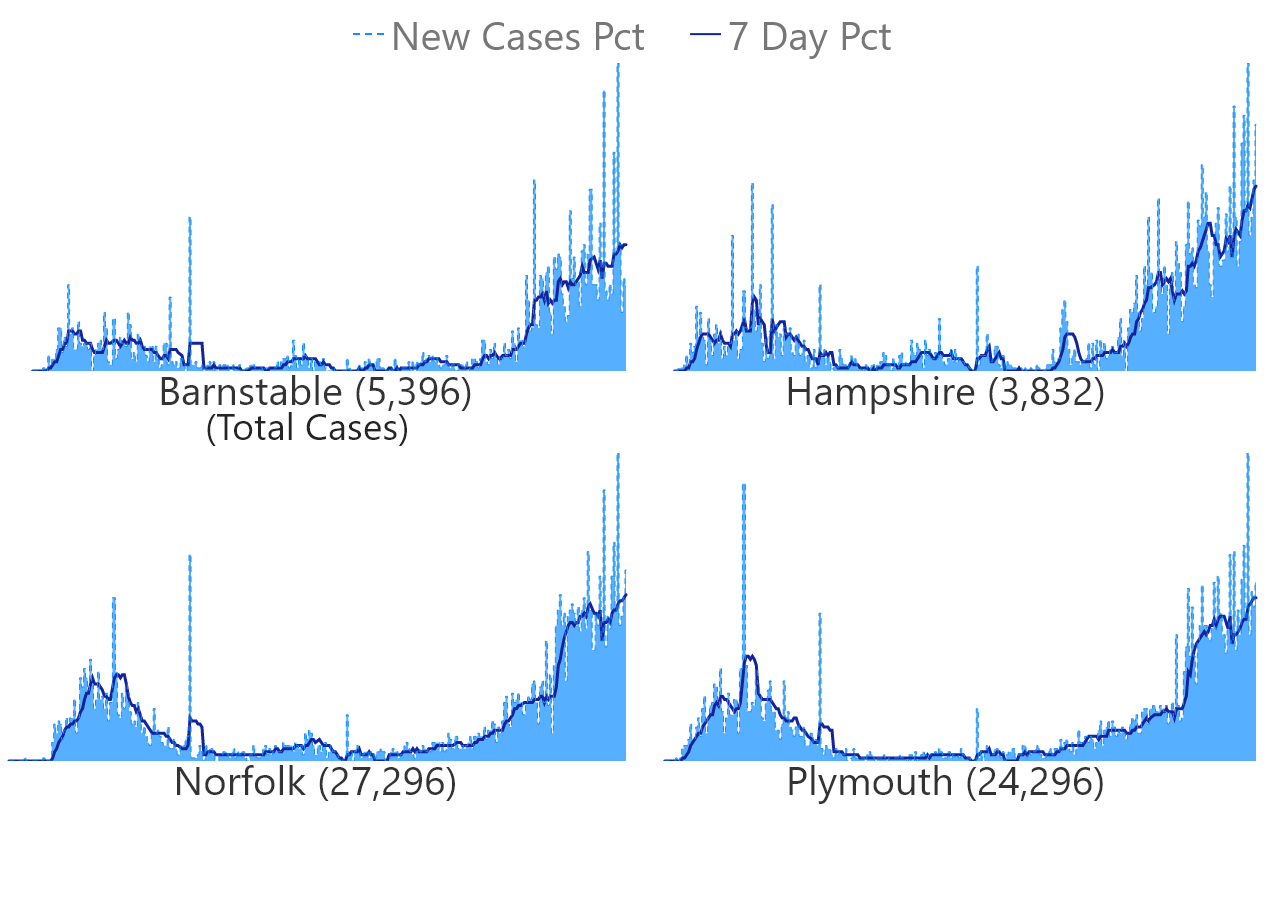 New Cases Pct 7 Day Pct
Barnstable (5,396)
(Total Cases)
Hampshire (3,832)
Norfolk (27,296)
Plymouth (24,296)